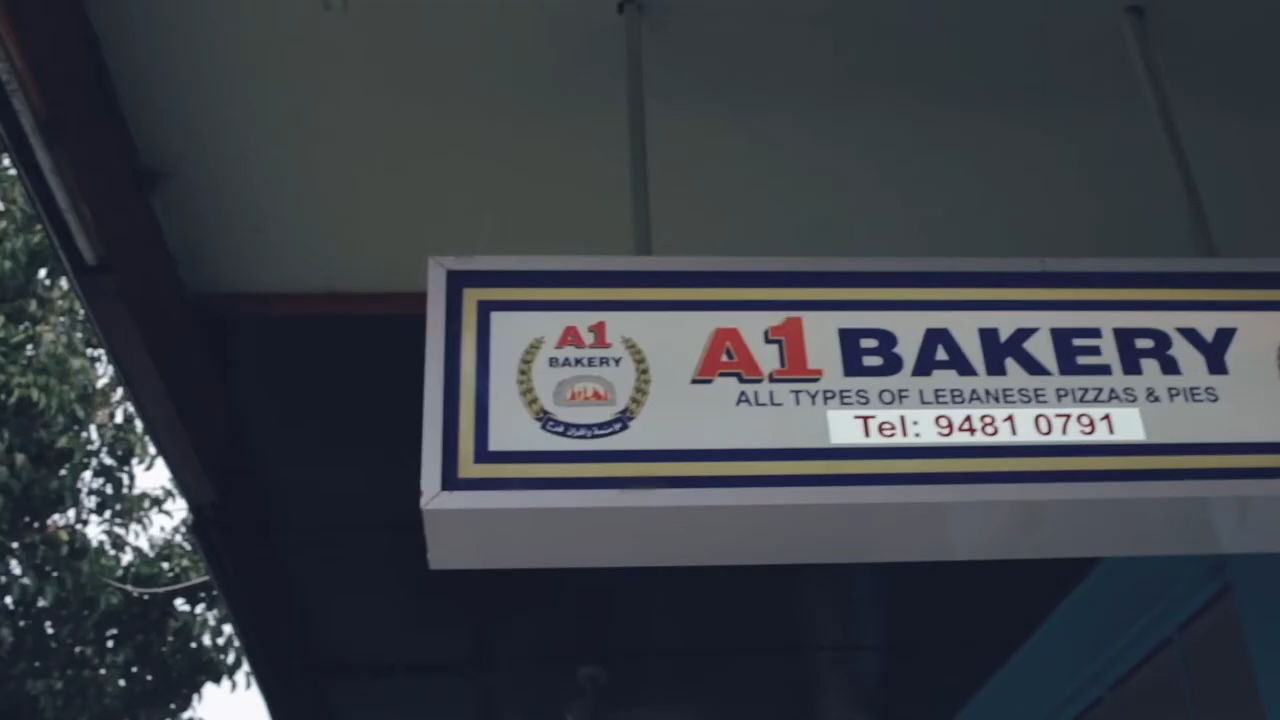 A1
BAKERY
A1 BAKERY
ALL TYPES OF LEBANESE PIZZAS & PIES
Tel: 9481 0791